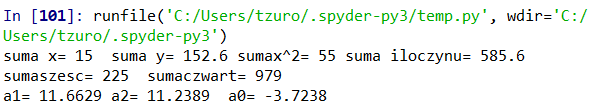 In [101]: runfile('C:/Users/tzuro/.spyder-py3/temp.py', wdir='C:/
Users/tzuro/.spyder-py3')
suma x= 15  suma y= 152.6 sumax^2= 55 suma iloczynu= 585.6
sumaszesc= 225  sumaczwart= 979
a1= 11.6629 a2= 11.2389  a0= -3.7238